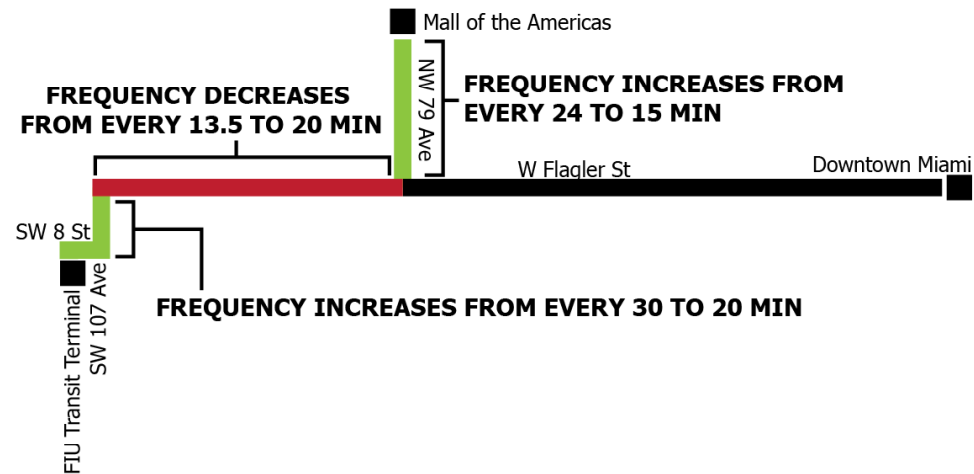 Mall of the Americas
NW 79 Ave
FREQUENCY INCREASES FROM
EVERY 24 TO 15 MIN
FREQUENCY DECREASES
FROM EVERY 13.5 TO 20 MIN
W Flagler St
Downtown Miami
SW 8 St
SW 107 Ave
FIU Transit Terminal
FREQUENCY INCREASES FROM EVERY 30 TO 20 MIN